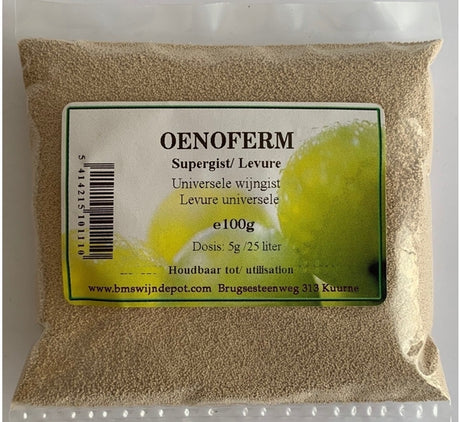 OENOFERM
Supergist/ Levure
Universele wijngist
Levure universele
e100g
Dosis: 5g /25 liter
Houdbaar tot/ utilisation
www.bmswijndepot.com Brugsesteenweg 313 Kuurne
5414215101110